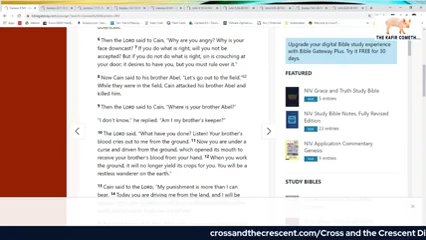 6 Then the LORD said to Cain, "Why are you angry? Why is your face downcast? 7 If you do what is right, will you not be accepted? But if you do not do what is right, sin is crouching at your door; it desires to have you, but you must rule over it."
8 Now Cain said to his brother Abel, "Let's go out to the field."
While they were in the field, Cain attacked his brother Abel and
killed him.
9 Then the LORD said to Cain, "Where is your brother Abel?"
"I don't know," he replied. "Am I my brother's keeper?"
10 The LORD said, "What have you done? Listen! Your brother's
blood cries out to me from the ground. 11 Now you are under a
curse and driven from the ground, which opened its mouth to
receive your brother's blood from your hand. 12 When you work
the ground, it will no longer yield its crops for you. You will be a
restless wanderer on the earth."
13 Cain said to the LORD, "My punishment is more than I can
bear. 14 Today you are driving me from the land, and I will be
THE KAFIR COMETH...
Upgrade your digital Bible study experience
with Bible Gateway Plus. Try it FREE for 30
days.
FEATURED
NIV Grace and Truth Study Bible
entries
NIV Study Bible Notes, Fully Revised
Edition
entries
NIV Application Commentary
Genesis
entries
STUDY BIBLES
crossandthecrescent.com/Cross and the Crescent Di